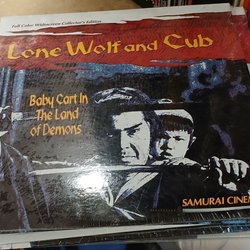 Full Color Widescreen Collector's Edition
Lone Wolf and Cub
Baby Cart In
The Land
of Demons
SAMURAI CINE